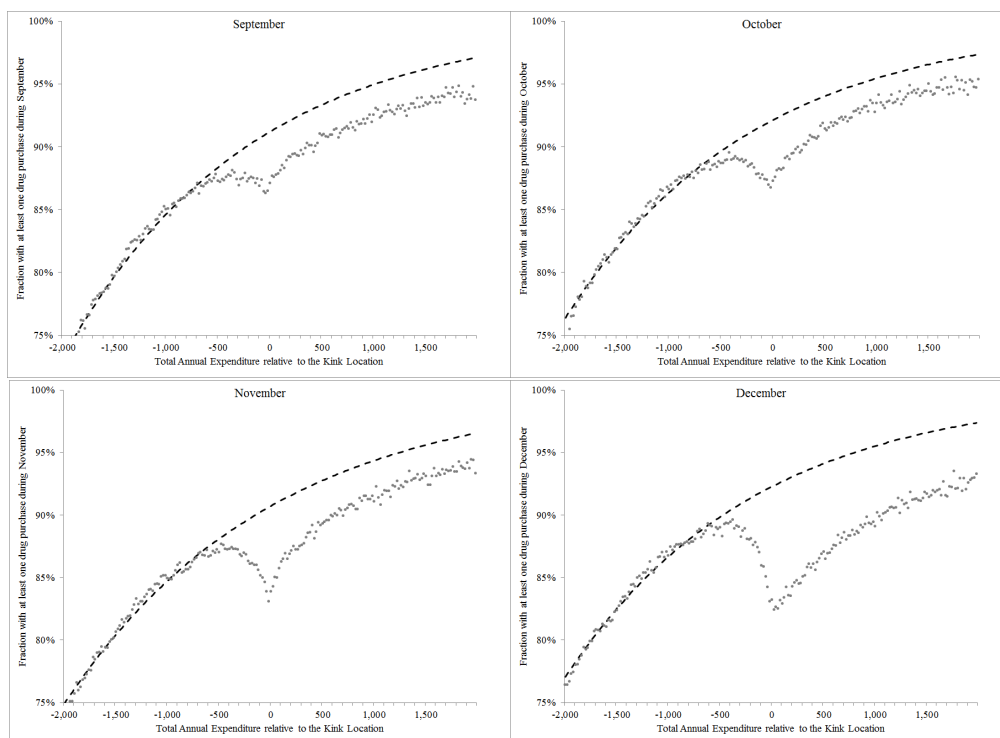 September
Fraction with at least one drug purchase during September
100%
95%
90%
85%
80%
75%
-2,000 -1,500 -1,000 -500 0 500 1,000 1,500
Total Annual Expenditure relative to the Kink Location
October
Fraction with at least one drug purchase during October
100%
95%
90%
85%
80%
75%
-2,000 -1,500 -1,000 -500 0 500 1,000 1,500
Total Annual Expenditure relative to the Kink Location
November
Fraction with at least one drug purchase during November
100%
95%
90%
85%
80%
75%
-2,000 -1,500 -1,000 -500 0 500 1,000 1,500
Total Annual Expenditure relative to the Kink Location
December
Fraction with at least one drug purchase during December
100%
95%
90%
85%
80%
75%
-2,000 -1,500 -1,000 -500 0 500 1,000 1,500
Total Annual Expenditure relative to the Kink Location